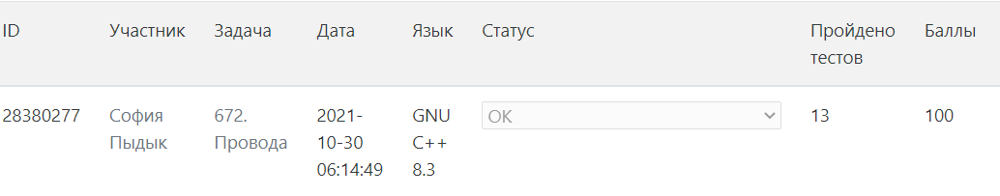 ID Участник Задача Дата Язык Статус Пройдено тестов Баллы
28380277 София Пыдык 672. Провода 2021-10-30 06:14:49 GNU C++ 8.3 OK 13 100